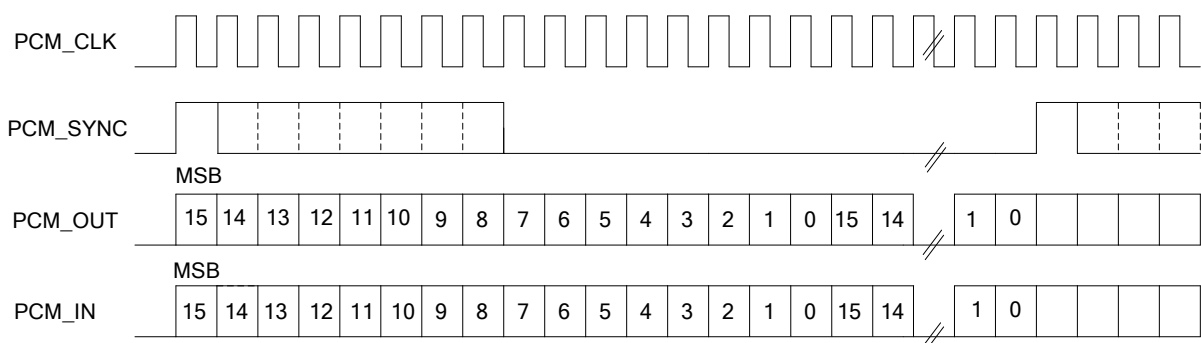 PCM_CLK
PCM_SYNC
MSB
PCM_OUT 15 14 13 12 11 10 9 8 7 6 5 4 3 2 1 0 15 14 1 0
MSB
PCM_IN 15 14 13 12 11 10 9 8 7 6 5 4 3 2 1 0 15 14 1 0